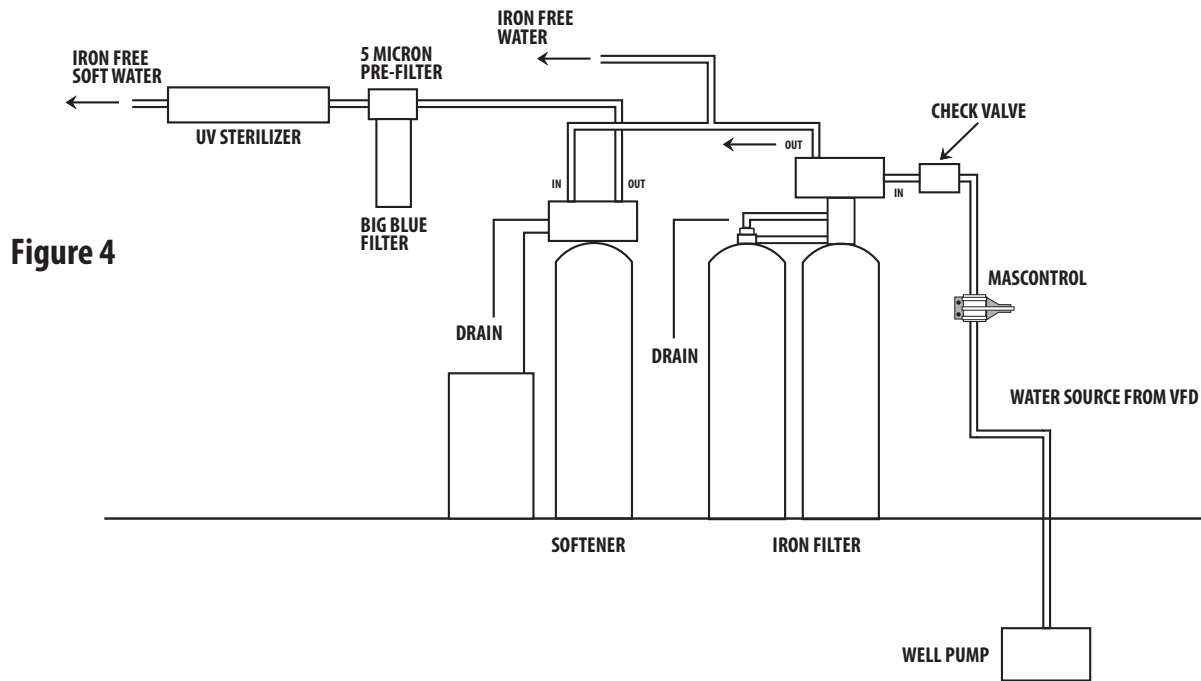 IRON FREE
WATER
IRON FREE
SOFT WATER
5 MICRON
PRE-FILTER
UV STERILIZER
CHECK VALVE
OUT
IN
OUT
IN
BIG BLUE
FILTER
Figure 4
MASCONTROL
DRAIN
DRAIN
WATER SOURCE FROM VFD
SOFTENER
IRON FILTER
WELL PUMP